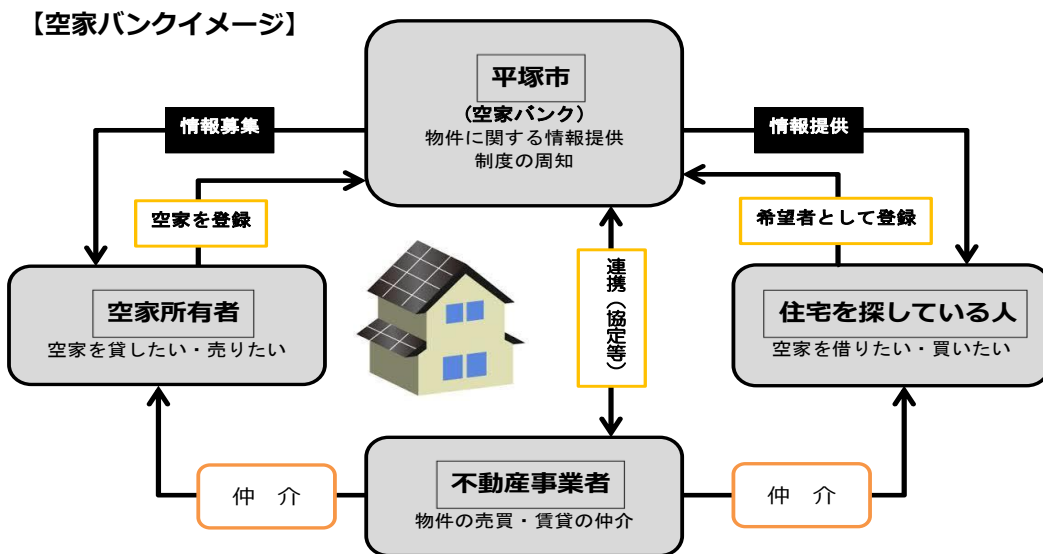 【空家バンクイメージ】
平塚市
(空家バンク)
物件に関する情報提供
制度の周知
情報募集
情報提供
空家を登録
希望者として登録
連携(協定等)
空家所有者
空家を貸したい・売りたい
住宅を探している人
空家を借りたい・買いたい
仲 介
不動産事業者
物件の売買・賃貸の仲介
仲 介